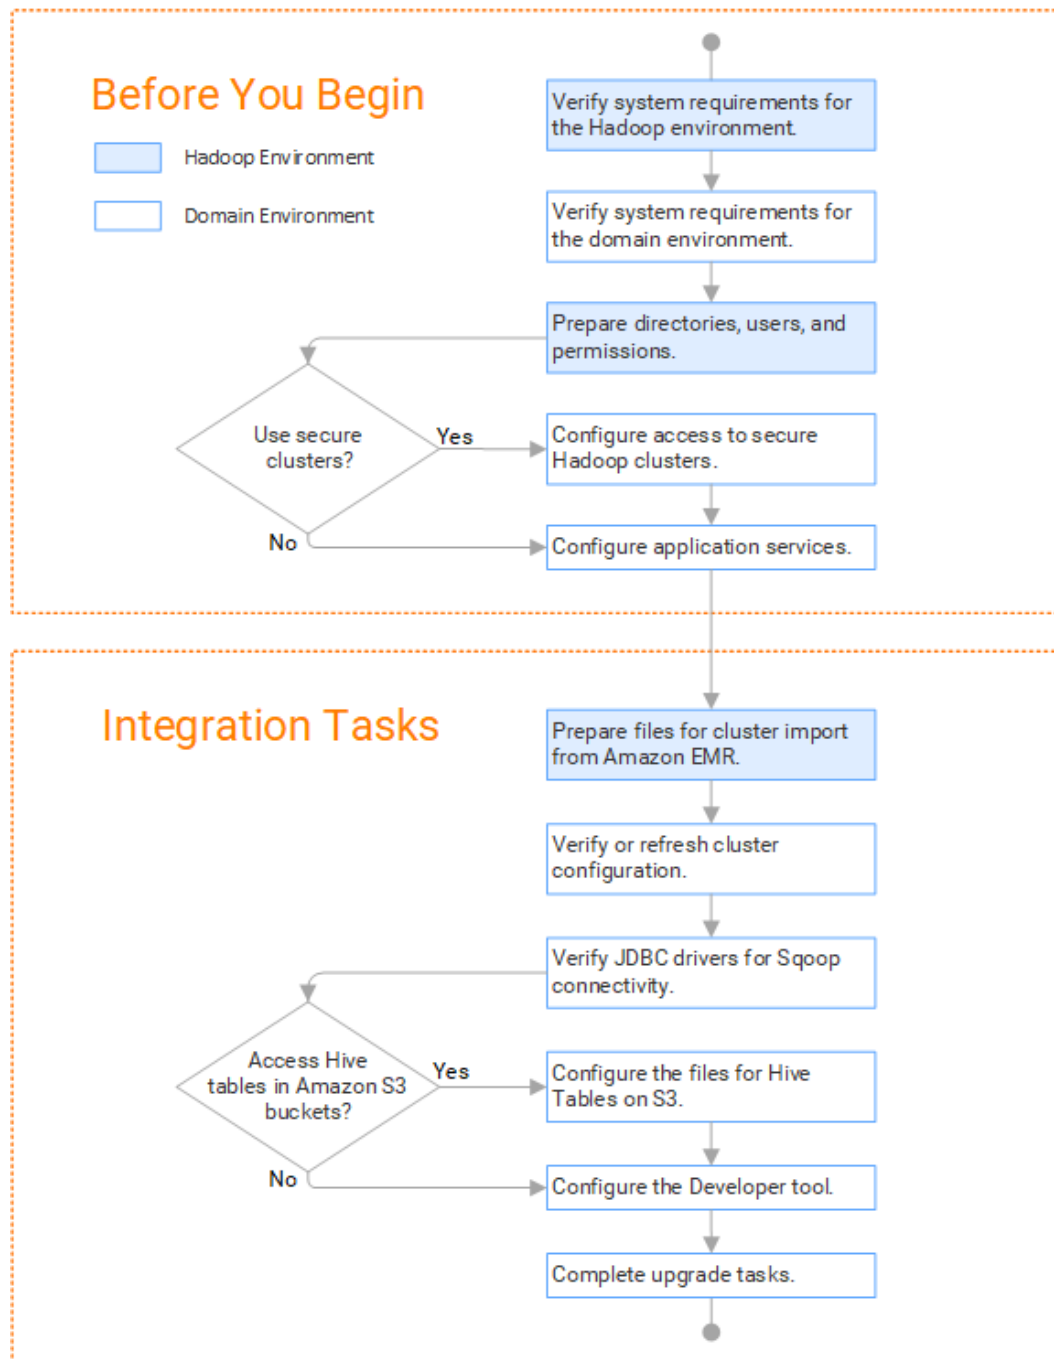 Before You Begin
Hadoop Environment
Domain Environment
Verify system requirements for
the Hadoop environment.
Verify system requirements for
the domain environment.
Prepare directories, users, and
permissions.
Use secure
clusters?
Yes
No
Configure access to secure
Hadoop clusters.
Configure application services.
Integration Tasks
Prepare files for cluster import
from Amazon EMR.
Verify or refresh cluster
configuration.
Verify JDBC drivers for Sqoop
connectivity.
Access Hive
tables in Amazon S3
buckets?
Yes
No
Configure the files for Hive
Tables on S3.
Configure the Developer tool.
Complete upgrade tasks.